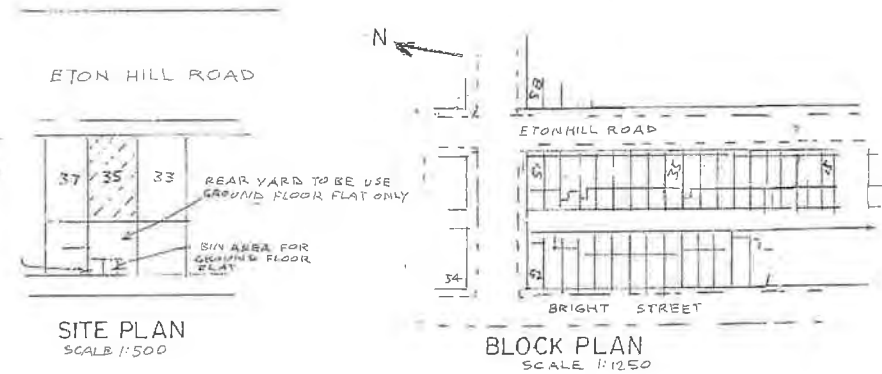 ETON HILL ROAD
37
35
33
REAR YARD TO BE USE
GROUND FLOOR FLAT ONLY
BIN AREA FOR
GROUND FLOOR
FLAT
SITE PLAN
SCALE 1:500
N
58
ETONHILL ROAD
54
52
BRIGHT STREET
BLOCK PLAN
SCALE 1:1250